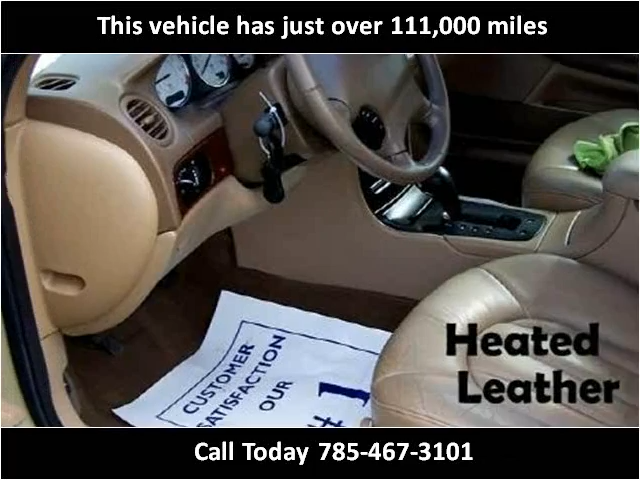 This vehicle has just over 111,000 miles
CUSTOMER
SATISFACTION
OUR
# 1
Heated
Leather
Call Today 785-467-3101